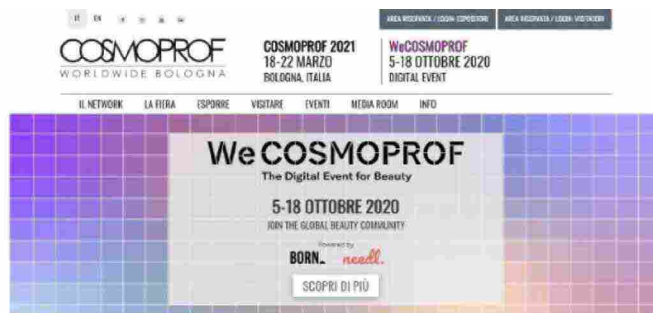 IT EN
AREA RISERVATA / LOGIN ESPOSITORI
AREA RISERVATA / LOGIN VISITATORI
COSMOPROF
WORLDWIDE BOLOGNA
COSMOPROF 2021
18-22 MARZO
BOLOGNA, ITALIA
WeCOSMOPROF
5-18 OTTOBRE 2020
DIGITAL EVENT
IL NETWORK LA FIERA ESPORRE VISITARE EVENTI MEDIA ROOM INFO
We COSMOPROF
The Digital Event for Beauty
5-18 OTTOBRE 2020
JOIN THE GLOBAL BEAUTY COMMUNITY
Powered by
BORN_ needl.
SCOPRI DI PIÙ